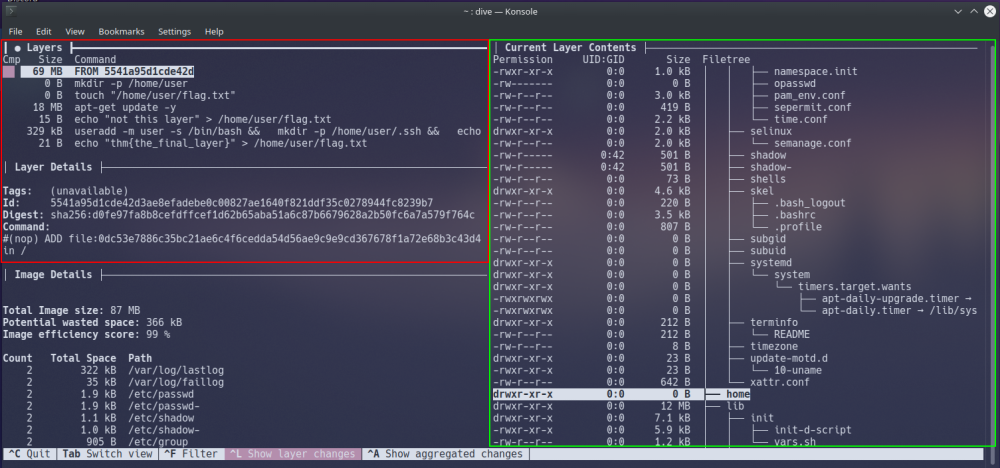 ~ : dive — Konsole
File Edit View Bookmarks Settings Help
│ ● Layers ├
Cmp Size Command
69 MB FROM 5541a95d1cde42d
0 B mkdir -p /home/user
0 B touch "/home/user/flag.txt"
18 MB apt-get update -y
15 B echo "not this layer" > /home/user/flag.txt
329 kB useradd -m user -s /bin/bash && mkdir -p /home/user/.ssh && echo
21 B echo "thm{the_final_layer}" > /home/user/flag.txt
│ Layer Details ├
Tags: (unavailable)
Id: 5541a95d1cde42d3ae8efadebe0c00827ae1640f821ddf35c0278944fc8239b7
Digest: sha256:d0fe97fa8b8cefdffcef1d62b65aba51a6c87b6679628a2b50fc6a7a579f764c
Command:
#(nop) ADD file:0dc53e7886c35bc21ae6c4f6cedda54d56ae9c9e9cd367678f1a72e68b3c43d4
in /
│ Image Details ├
Total Image size: 87 MB
Potential wasted space: 366 kB
Image efficiency score: 99 %
Count Total Space Path
2 322 kB /var/log/lastlog
2 35 kB /var/log/faillog
2 1.9 kB /etc/passwd
2 1.9 kB /etc/passwd-
2 1.1 kB /etc/shadow
2 1.0 kB /etc/shadow-
2 905 B /etc/group
│ Current Layer Contents ├
Permission UID:GID Size Filetree
-rwxr-xr-x 0:0 1.0 kB │ │ ├── namespace.init
-rw------- 0:0 0 B │ │ ├── opasswd
-rw-r--r-- 0:0 3.0 kB │ │ ├── pam_env.conf
-rw-r--r-- 0:0 419 B │ │ ├── sepermit.conf
-rw-r--r-- 0:0 2.2 kB │ │ └── time.conf
drwxr-xr-x 0:0 2.0 kB │ ├── selinux
-rw-r--r-- 0:0 2.0 kB │ │ └── semanage.conf
-rw-r----- 0:42 501 B │ ├── shadow
-rw-r----- 0:42 501 B │ ├── shadow-
-rw-r--r-- 0:0 73 B │ ├── shells
drwxr-xr-x 0:0 4.6 kB │ ├── skel
-rw-r--r-- 0:0 220 B │ │ ├── .bash_logout
-rw-r--r-- 0:0 3.5 kB │ │ ├── .bashrc
-rw-r--r-- 0:0 807 B │ │ └── .profile
-rw-r--r-- 0:0 0 B │ ├── subgid
-rw-r--r-- 0:0 0 B │ ├── subuid
drwxr-xr-x 0:0 0 B │ ├── systemd
drwxr-xr-x 0:0 0 B │ │ └── system
drwxr-xr-x 0:0 0 B │ │ └── timers.target.wants
-rwxrwxrwx 0:0 0 B │ │ ├── apt-daily-upgrade.timer →
-rwxrwxrwx 0:0 0 B │ │ └── apt-daily.timer → /lib/sys
drwxr-xr-x 0:0 212 B │ ├── terminfo
-rw-r--r-- 0:0 212 B │ │ └── README
-rw-r--r-- 0:0 8 B │ ├── timezone
drwxr-xr-x 0:0 23 B │ ├── update-motd.d
-rwxr-xr-x 0:0 23 B │ │ └── 10-uname
-rw-r--r-- 0:0 642 B │ └── xattr.conf
drwxr-xr-x 0:0 0 B ├── home
drwxr-xr-x 0:0 12 MB ├── lib
drwxr-xr-x 0:0 7.1 kB │ ├── init
-rwxr-xr-x 0:0 5.9 kB │ │ ├── init-d-script
-rw-r--r-- 0:0 1.2 kB │ │ └── vars.sh
^C Quit │ Tab Switch view │ ^F Filter │ ^L Show layer changes │ ^A Show aggregated changes │